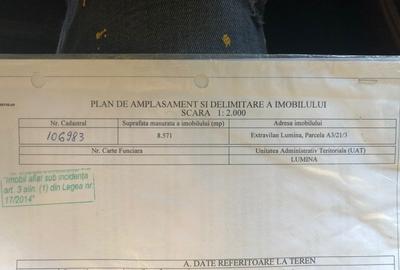 PLAN DE AMPLASAMENT SI DELIMITARE A IMOBILULUI
SCARA 1: 2.000
Nr. Cadastral Suprafata masurata a imobilului (mp) Adresa imobilului
106983 8.571 Extravilan Lumina, Parcela A3/21/3
Nr. Carte Funciara Unitatea Administrativ Teritoriala (UAT)
LUMINA
"Imobil aflat sub incidența
art. 3 alin. (1) din Legea nr.
17/2014"
A. DATE REFERITOARE LA TEREN